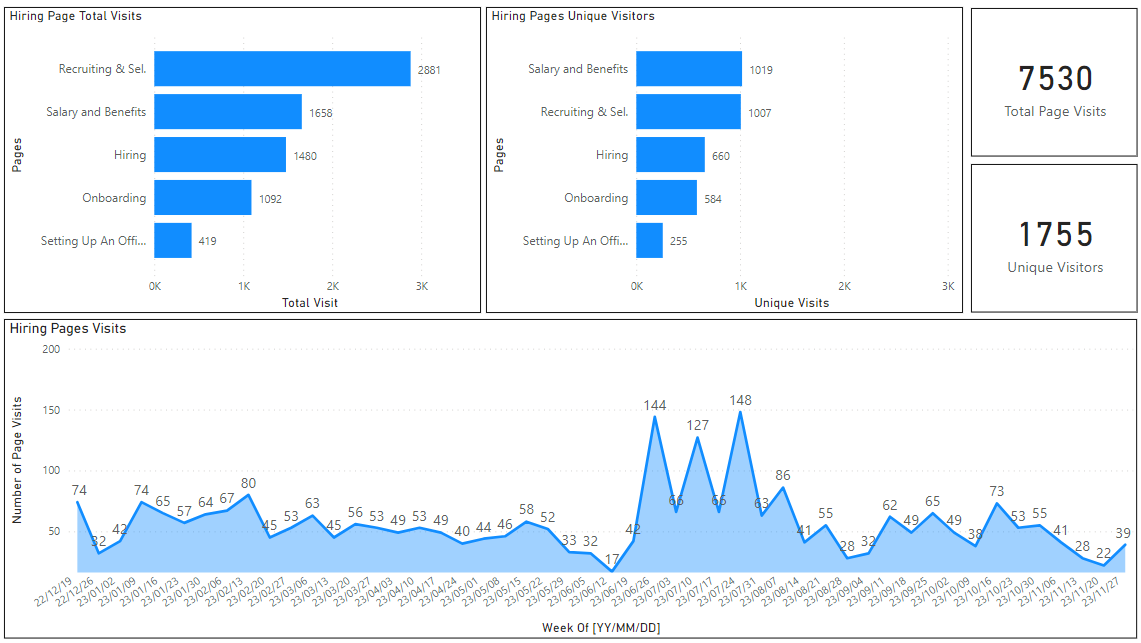 Hiring Page Total Visits
Pages
Recruiting & Sel. 2881
Salary and Benefits 1658
Hiring 1480
Onboarding 1092
Setting Up An Offi... 419
0K 1K 2K 3K
Total Visit
Hiring Pages Unique Visitors
Pages
Salary and Benefits 1019
Recruiting & Sel. 1007
Hiring 660
Onboarding 584
Setting Up An Offi... 255
0K 1K 2K 3K
Unique Visits
7530
Total Page Visits
1755
Unique Visitors
Hiring Pages Visits
Number of Page Visits
200
150
100
50
74 32 42 74 65 57 64 67 80 45 53 63 45 56 53 49 53 49 40 44 46 58 52 33 32 17 42 144 66 127 66 148 63 86 41 55 28 32 62 49 65 49 38 73 53 55 41 28 22 39
22/12/19 22/12/26 23/01/02 23/01/09 23/01/16 23/01/23 23/01/30 23/02/06 23/02/13 23/02/20 23/02/27 23/03/06 23/03/13 23/03/20 23/03/27 23/04/03 23/04/10 23/04/17 23/04/24 23/05/01 23/05/08 23/05/15 23/05/22 23/05/29 23/06/05 23/06/12 23/06/19 23/06/26 23/07/03 23/07/10 23/07/17 23/07/24 23/07/31 23/08/07 23/08/14 23/08/21 23/08/28 23/09/04 23/09/11 23/09/18 23/09/25 23/10/02 23/10/09 23/10/16 23/10/23 23/10/30 23/11/06 23/11/13 23/11/20 23/11/27
Week Of [YY/MM/DD]